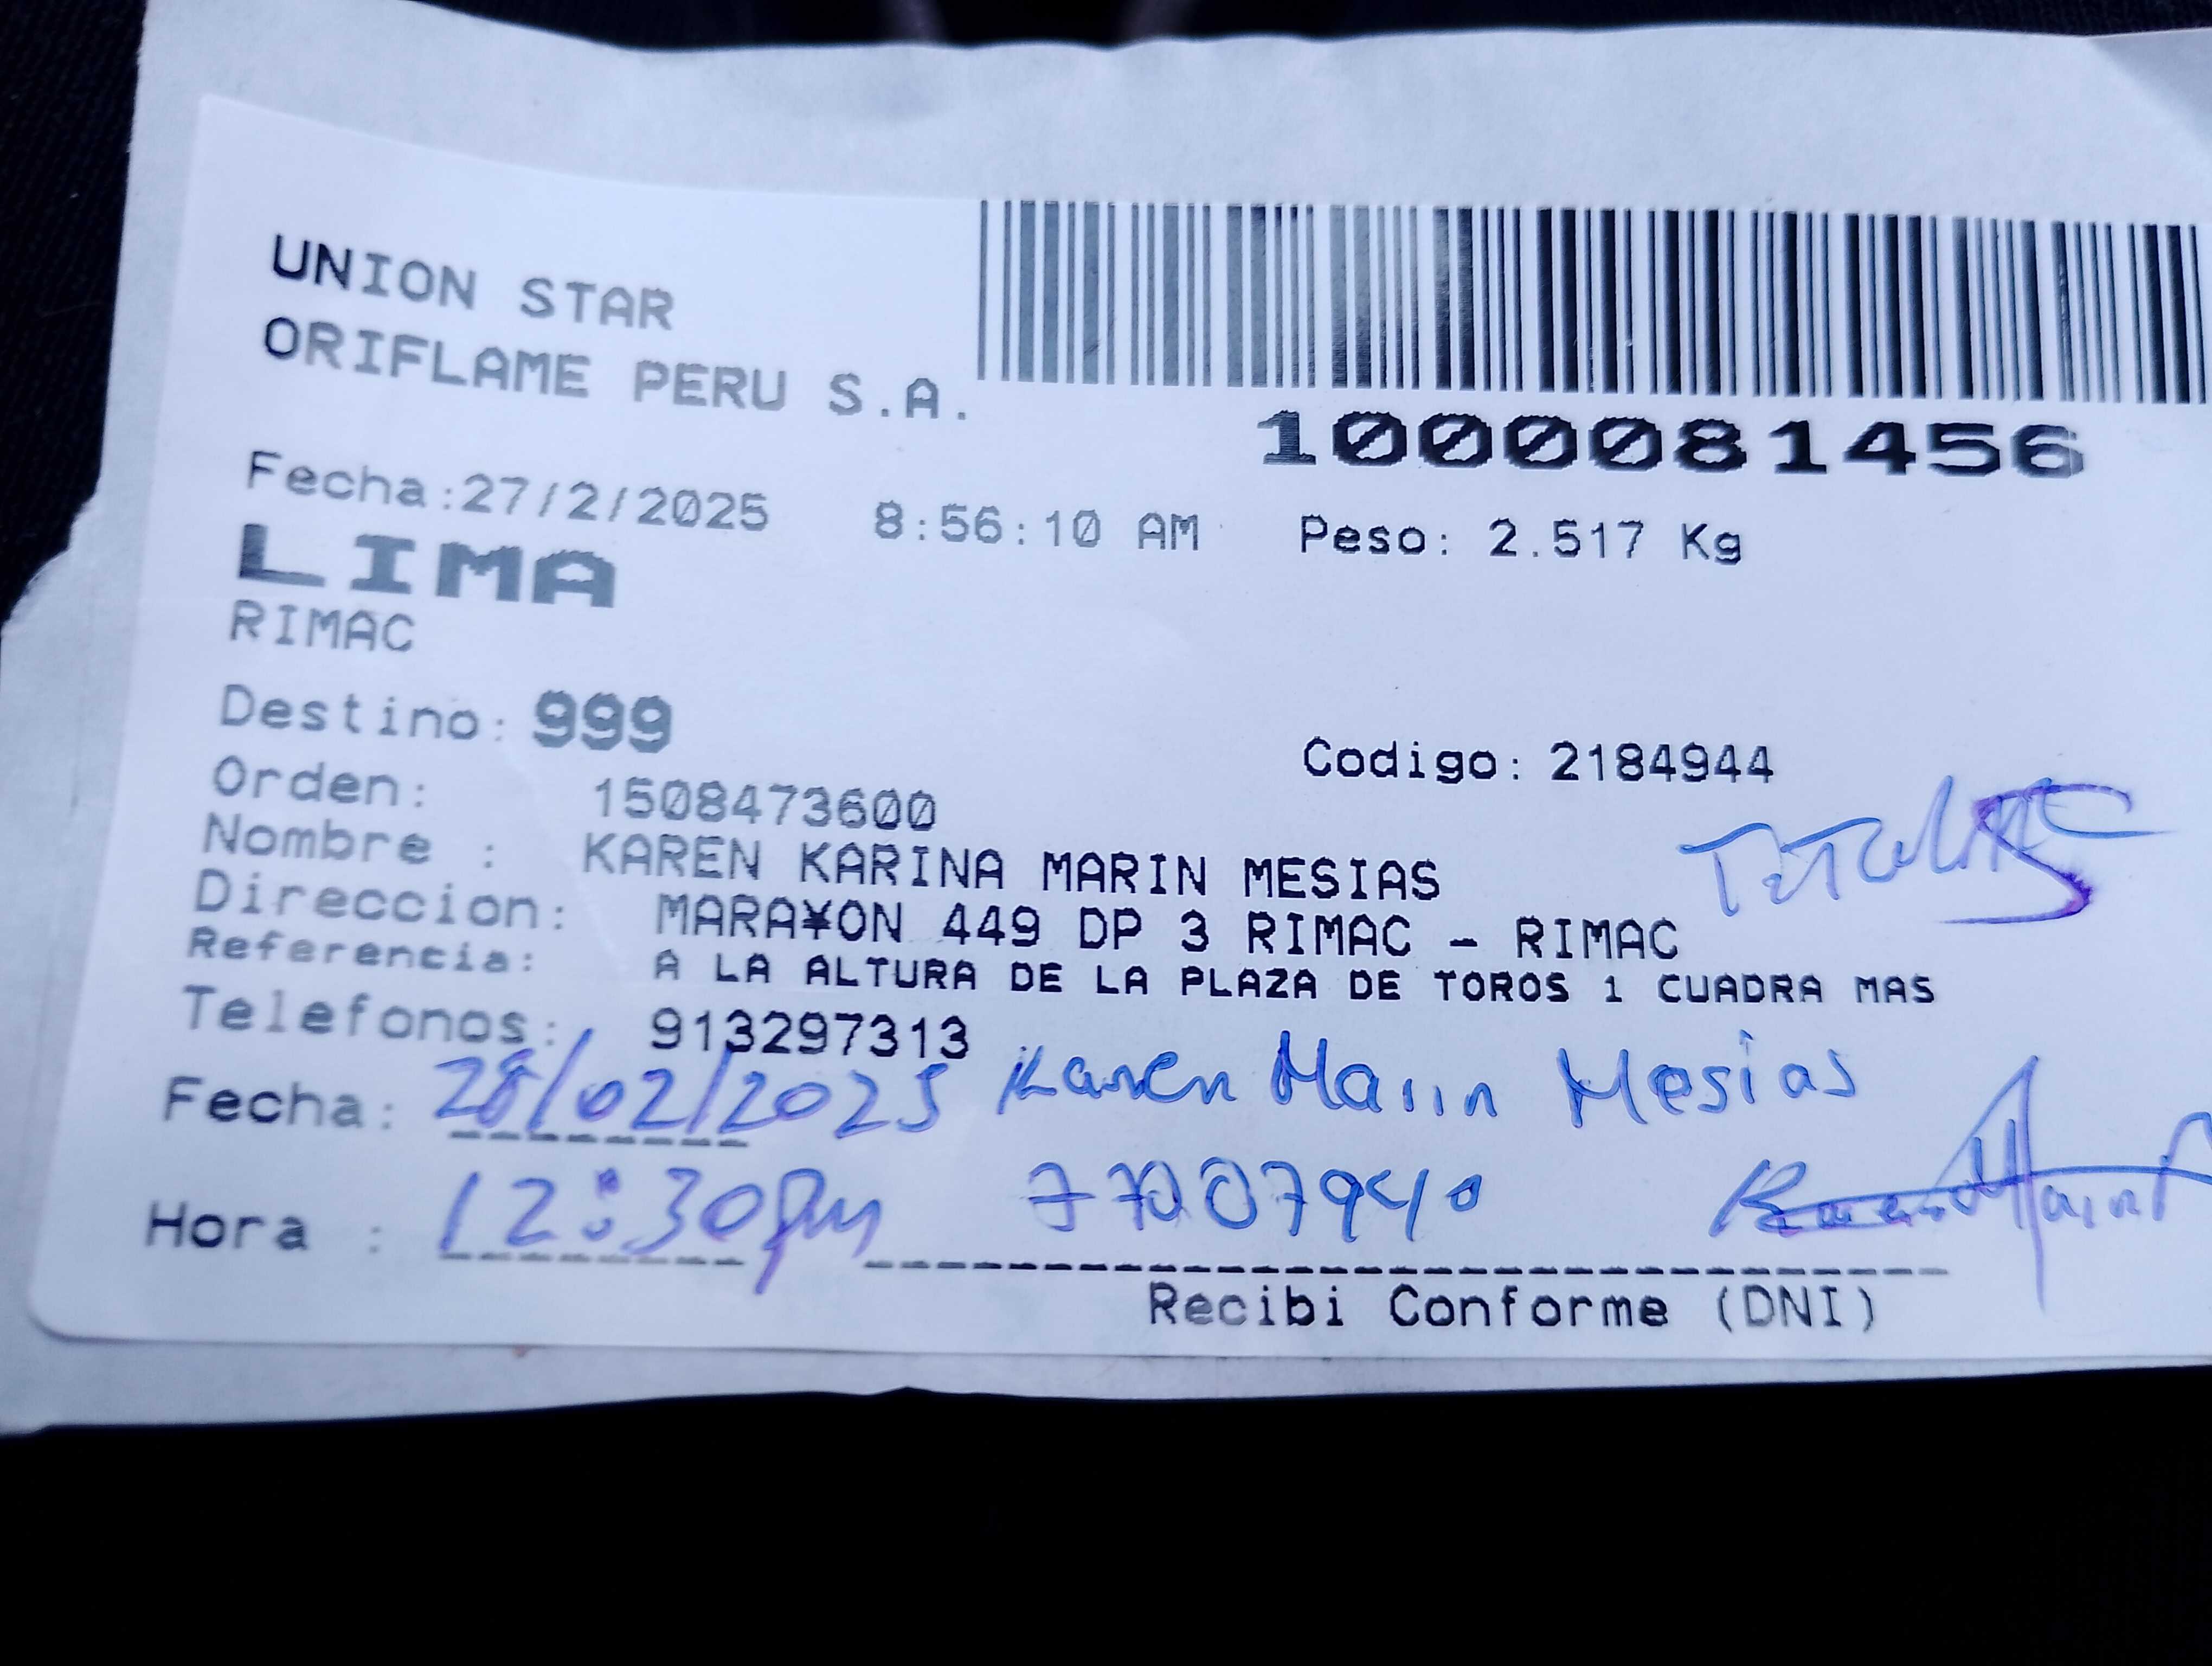 UNION STAR
ORIFLAME PERU S.A.
1000081456
Fecha:27/2/2025 8:56:10 AM Peso: 2.517 Kg
LIMA
RIMAC
Destino: 999
Codigo: 2184944
Orden: 1508473600
Nombre : KAREN KARINA MARIN MESIAS
Direccion: MARA¥ON 449 DP 3 RIMAC - RIMAC
Referencia: A LA ALTURA DE LA PLAZA DE TOROS 1 CUADRA MAS
Telefonos: 913297313
Fecha: 28/02/2025 Karen Marin Mesias
Hora : 12:30pm 77007940
Recibi Conforme (DNI)